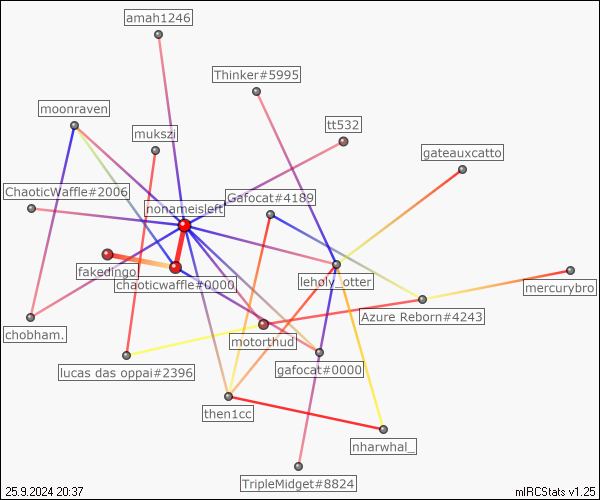 amah1246
Thinker#5995
moonraven
mukszi
tt532
gateauxcatto
ChaoticWaffle#2006
Gafocat#4189
nonameisleft
fakedingo
chaoticwaffle#0000
leholy_otter
mercurybro
Azure Reborn#4243
chobham.
motorthud
lucas das oppai#2396
gafocat#0000
then1cc
nharwhal_
TripleMidget#8824
25.9.2024 20:37
mIRCStats v1.25